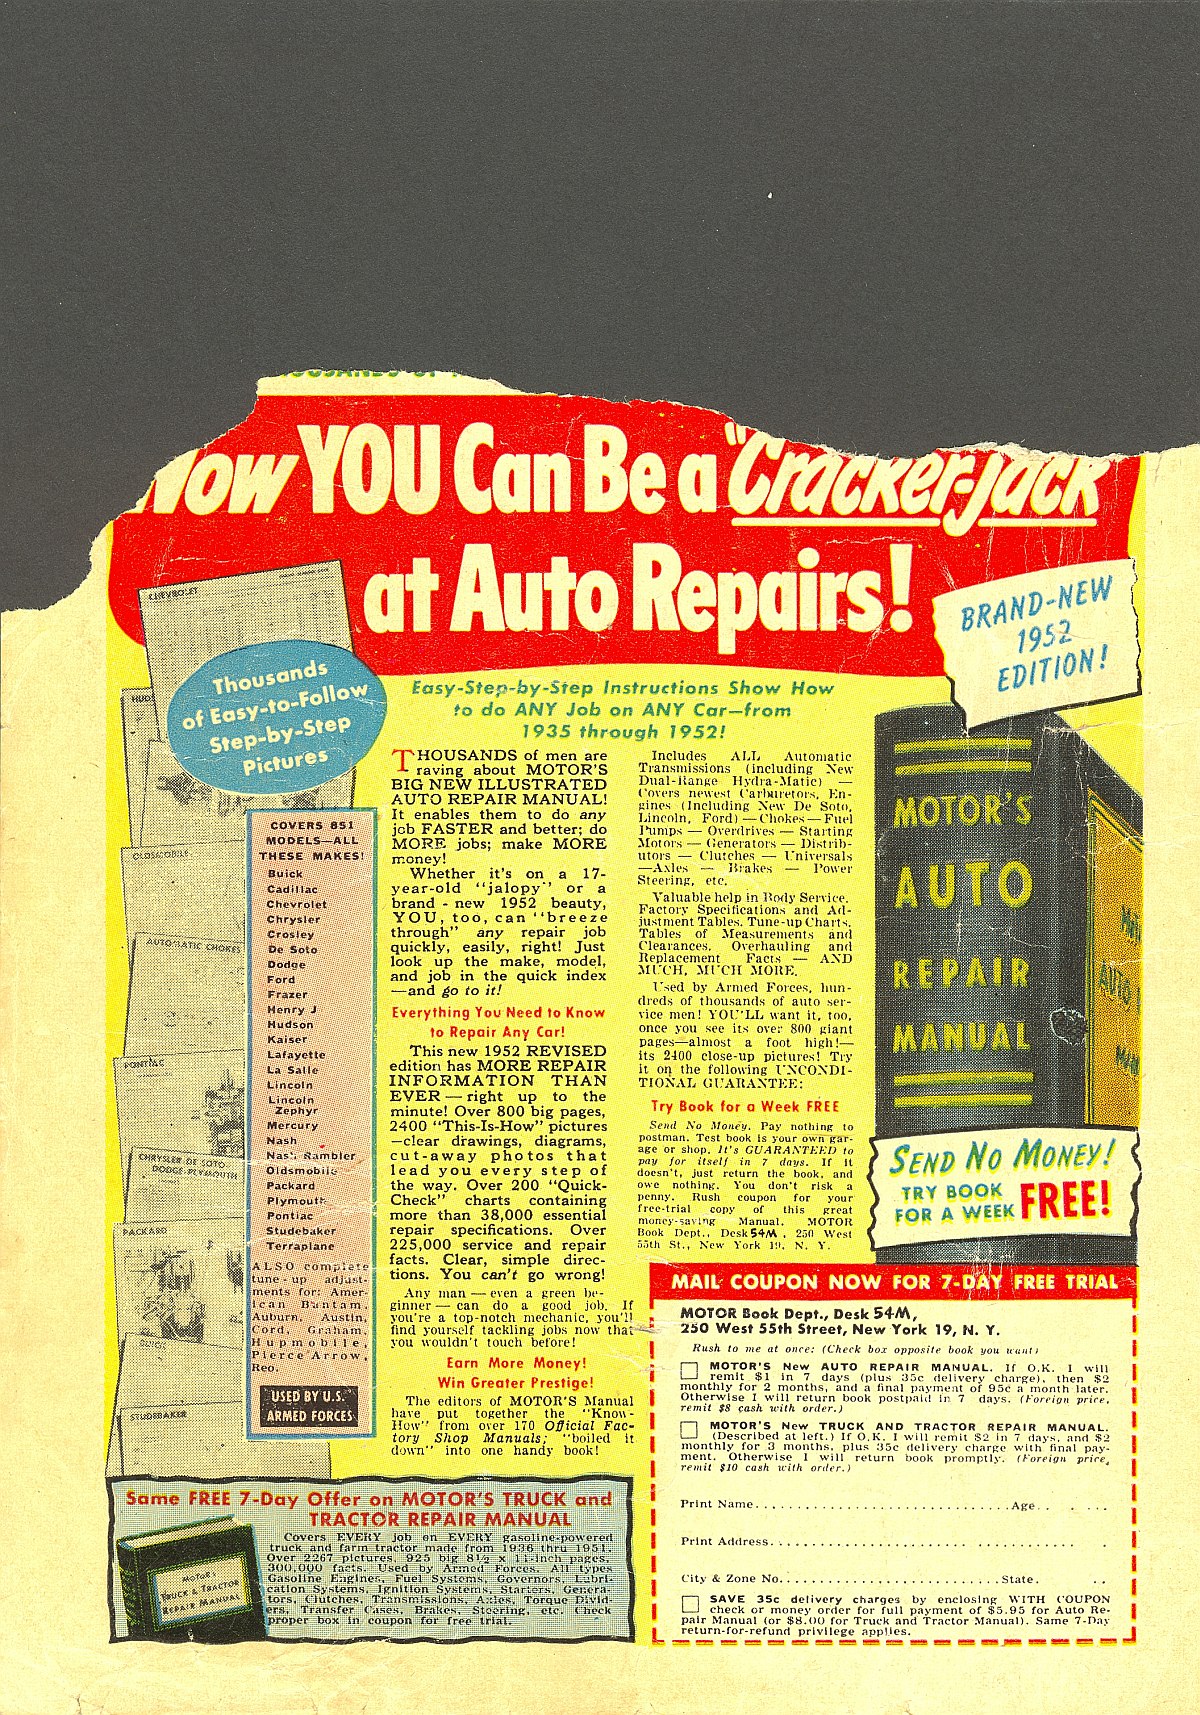 Now YOU Can Be a "Cracker-Jack
at Auto Repairs!
BRAND-NEW
1952
EDITION!
CHEVROLET
Thousands
of Easy-to-Follow
Step-by-Step
Pictures
OLDSMOBILE
AUTOMATIC CHOKES
PONTIAC
CHRYSLER DE SOTO
DODGE-PLYMOUTH
PACKARD
BUICK
STUDEBAKER
COVERS 851
MODELS—ALL
THESE MAKES!
Buick
Cadillac
Chevrolet
Chrysler
Crosley
De Soto
Dodge
Ford
Frazer
Henry J
Hudson
Kaiser
Lafayette
La Salle
Lincoln
Lincoln
Zephyr
Mercury
Nash
Nash Rambler
Oldsmobile
Packard
Plymouth
Pontiac
Studebaker
Terraplane
ALSO complete
tune-up adjust-
ments for: Amer-
ican Bantam,
Auburn, Austin,
Cord, Graham,
Hupmobile,
Pierce Arrow,
Reo.
USED BY U.S.
ARMED FORCES
Easy-Step-by-Step Instructions Show How
to do ANY Job on ANY Car—from
1935 through 1952!
THOUSANDS of men are
raving about MOTOR'S
BIG NEW ILLUSTRATED
AUTO REPAIR MANUAL!
It enables them to do any
job FASTER and better; do
MORE jobs; make MORE
money!
Whether it's on a 17-
year-old "jalopy" or a
brand-new 1952 beauty,
YOU, too, can "breeze
through" any repair job
quickly, easily, right! Just
look up the make, model,
and job in the quick index
—and go to it!
Everything You Need to Know
to Repair Any Car!
This new 1952 REVISED
edition has MORE REPAIR
INFORMATION THAN
EVER — right up to the
minute! Over 800 big pages,
2400 "This-Is-How" pictures
—clear drawings, diagrams,
cut-away photos that
lead you every step of
the way. Over 200 "Quick-
Check" charts containing
more than 38,000 essential
repair specifications. Over
225,000 service and repair
facts. Clear, simple direc-
tions. You can't go wrong!
Any man — even a green be-
ginner — can do a good job. If
you're a top-notch mechanic, you'll
find yourself tackling jobs now that
you wouldn't touch before!
Earn More Money!
Win Greater Prestige!
The editors of MOTOR'S Manual
have put together the "Know-
How" from over 170 Official Fac-
tory Shop Manuals; "boiled it
down" into one handy book!
Includes ALL Automatic
Transmissions (including New
Dual-Range Hydra-Matic) —
Covers newest Carburetors, En-
gines (Including New De Soto,
Lincoln, Ford) — Chokes — Fuel
Pumps — Overdrives — Starting
Motors — Generators — Distrib-
utors — Clutches — Universals
—Axles — Brakes — Power
Steering, etc.
Valuable help in Body Service,
Factory Specifications and Ad-
justment Tables. Tune-up Charts,
Tables of Measurements and
Clearances, Overhauling and
Replacement Facts — AND
MUCH, MUCH MORE.
Used by Armed Forces, hun-
dreds of thousands of auto ser-
vice men! YOU'LL want it, too,
once you see its over 800 giant
pages—almost a foot high!—
its 2400 close-up pictures! Try
it on the following UNCONDI-
TIONAL GUARANTEE:
Try Book for a Week FREE
Send No Money. Pay nothing to
postman. Test book is your own gar-
age or shop. It's GUARANTEED to
pay for itself in 7 days. If it
doesn't, just return the book, and
owe nothing. You don't risk a
penny. Rush coupon for your
free-trial copy of this great
money-saving Manual. MOTOR
Book Dept., Desk 54M, 250 West
55th St., New York 19, N. Y.
MOTOR'S
AUTO
REPAIR
MANUAL
SEND NO MONEY!
TRY BOOK
FOR A WEEK FREE!
MAIL COUPON NOW FOR 7-DAY FREE TRIAL
MOTOR Book Dept., Desk 54M,
250 West 55th Street, New York 19, N. Y.
Rush to me at once: (Check box opposite book you want)
MOTOR'S New AUTO REPAIR MANUAL. If O.K. I will
remit $1 in 7 days (plus 35c delivery charge), then $2
monthly for 2 months, and a final payment of 95c a month later.
Otherwise I will return book postpaid in 7 days. (Foreign price,
remit $8 cash with order.)
MOTOR'S New TRUCK AND TRACTOR REPAIR MANUAL.
(Described at left.) If O.K. I will remit $2 in 7 days, and $2
monthly for 3 months, plus 35c delivery charge with final pay-
ment. Otherwise I will return book promptly. (Foreign price,
remit $10 cash with order.)
Print Name Age
Print Address
City & Zone No. State
SAVE 35c delivery charges by enclosing WITH COUPON
check or money order for full payment of $5.95 for Auto Re-
pair Manual (or $8.00 for Truck and Tractor Manual). Same 7-Day
return-for-refund privilege applies.
Same FREE 7-Day Offer on MOTOR'S TRUCK and
TRACTOR REPAIR MANUAL
Covers EVERY job on EVERY gasoline-powered
truck and farm tractor made from 1936 thru 1951.
Over 2267 pictures, 925 big 8½ x 11-inch pages,
300,000 facts. Used by Armed Forces. All types
Gasoline Engines, Fuel Systems, Governors, Lubri-
cation Systems, Ignition Systems, Starters, Genera-
tors, Clutches, Transmissions, Axles, Torque Divid-
ers, Transfer Cases, Brakes, Steering, etc. Check
proper box in coupon for free trial.
MOTOR'S
TRUCK & TRACTOR
REPAIR MANUAL